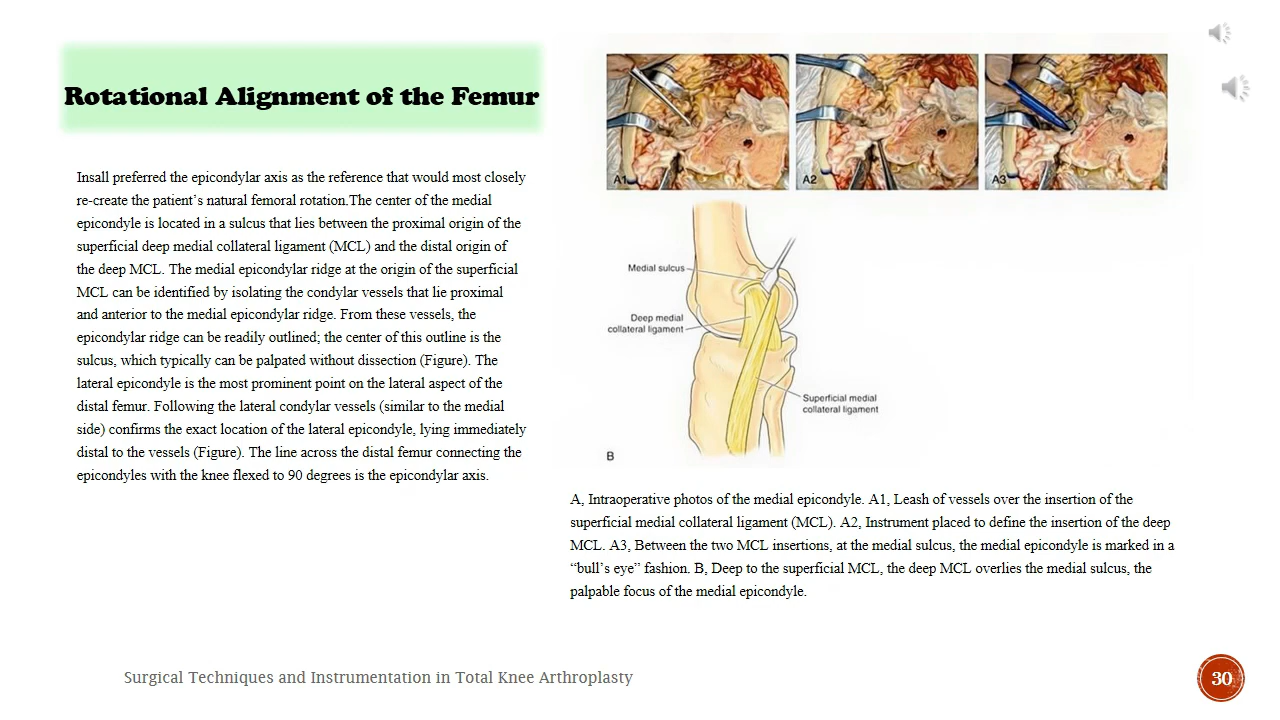 Rotational Alignment of the Femur
Insall preferred the epicondylar axis as the reference that would most closely
re-create the patient’s natural femoral rotation.The center of the medial
epicondyle is located in a sulcus that lies between the proximal origin of the
superficial deep medial collateral ligament (MCL) and the distal origin of
the deep MCL. The medial epicondylar ridge at the origin of the superficial
MCL can be identified by isolating the condylar vessels that lie proximal
and anterior to the medial epicondylar ridge. From these vessels, the
epicondylar ridge can be readily outlined; the center of this outline is the
sulcus, which typically can be palpated without dissection (Figure). The
lateral epicondyle is the most prominent point on the lateral aspect of the
distal femur. Following the lateral condylar vessels (similar to the medial
side) confirms the exact location of the lateral epicondyle, lying immediately
distal to the vessels (Figure). The line across the distal femur connecting the
epicondyles with the knee flexed to 90 degrees is the epicondylar axis.
A1
A2
A3
Medial sulcus
Deep medial
collateral ligament
Superficial medial
collateral ligament
B
A, Intraoperative photos of the medial epicondyle. A1, Leash of vessels over the insertion of the
superficial medial collateral ligament (MCL). A2, Instrument placed to define the insertion of the deep
MCL. A3, Between the two MCL insertions, at the medial sulcus, the medial epicondyle is marked in a
“bull’s eye” fashion. B, Deep to the superficial MCL, the deep MCL overlies the medial sulcus, the
palpable focus of the medial epicondyle.
Surgical Techniques and Instrumentation in Total Knee Arthroplasty
30